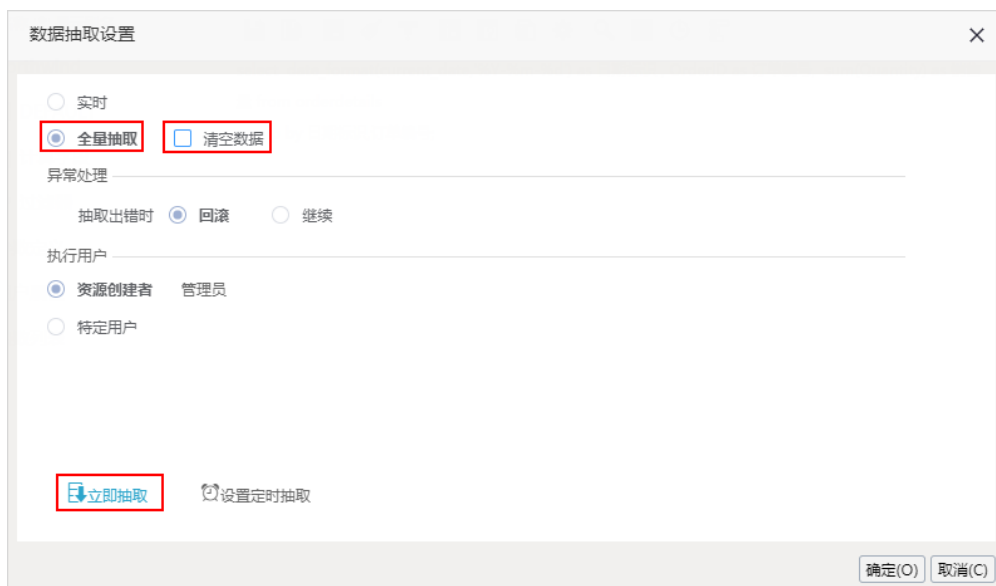 数据抽取设置
实时
全量抽取 清空数据
异常处理
抽取出错时 回滚 继续
执行用户
资源创建者 管理员
特定用户
立即抽取 设置定时抽取
确定(O) 取消(C)